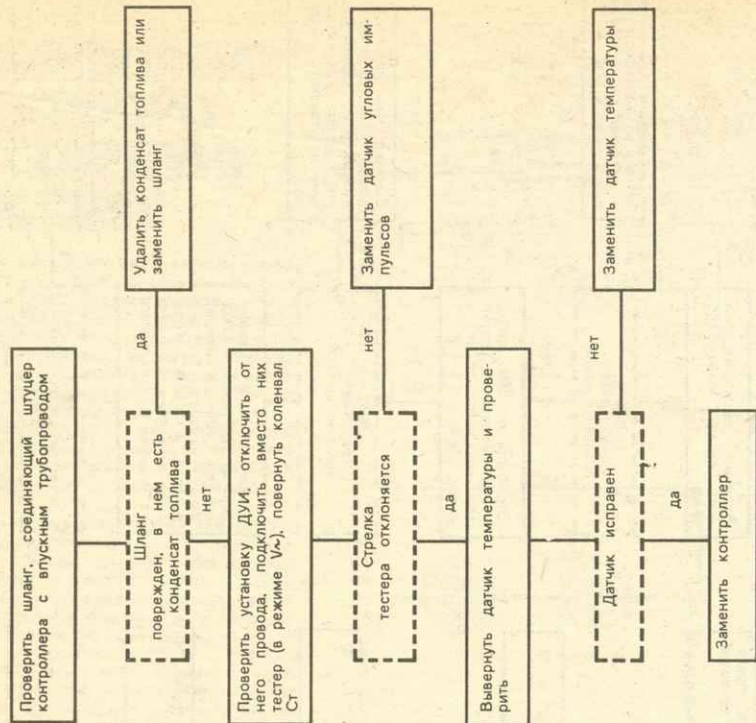 Проверить шланг, соединяющий штуцер
контроллера с впускным трубопроводом
Шланг
поврежден, в нем есть
конденсат топлива
да
Удалить конденсат топлива или
заменить шланг
нет
Проверить установку ДУИ, отключить от
него провода, подключить вместо них
тестер (в режиме V~), повернуть коленвал
Ст
Стрелка
тестера отклоняется
нет
Заменить датчик угловых им-
пульсов
да
Вывернуть датчик температуры и прове-
рить
Датчик исправен
нет
Заменить датчик температуры
да
Заменить контроллер